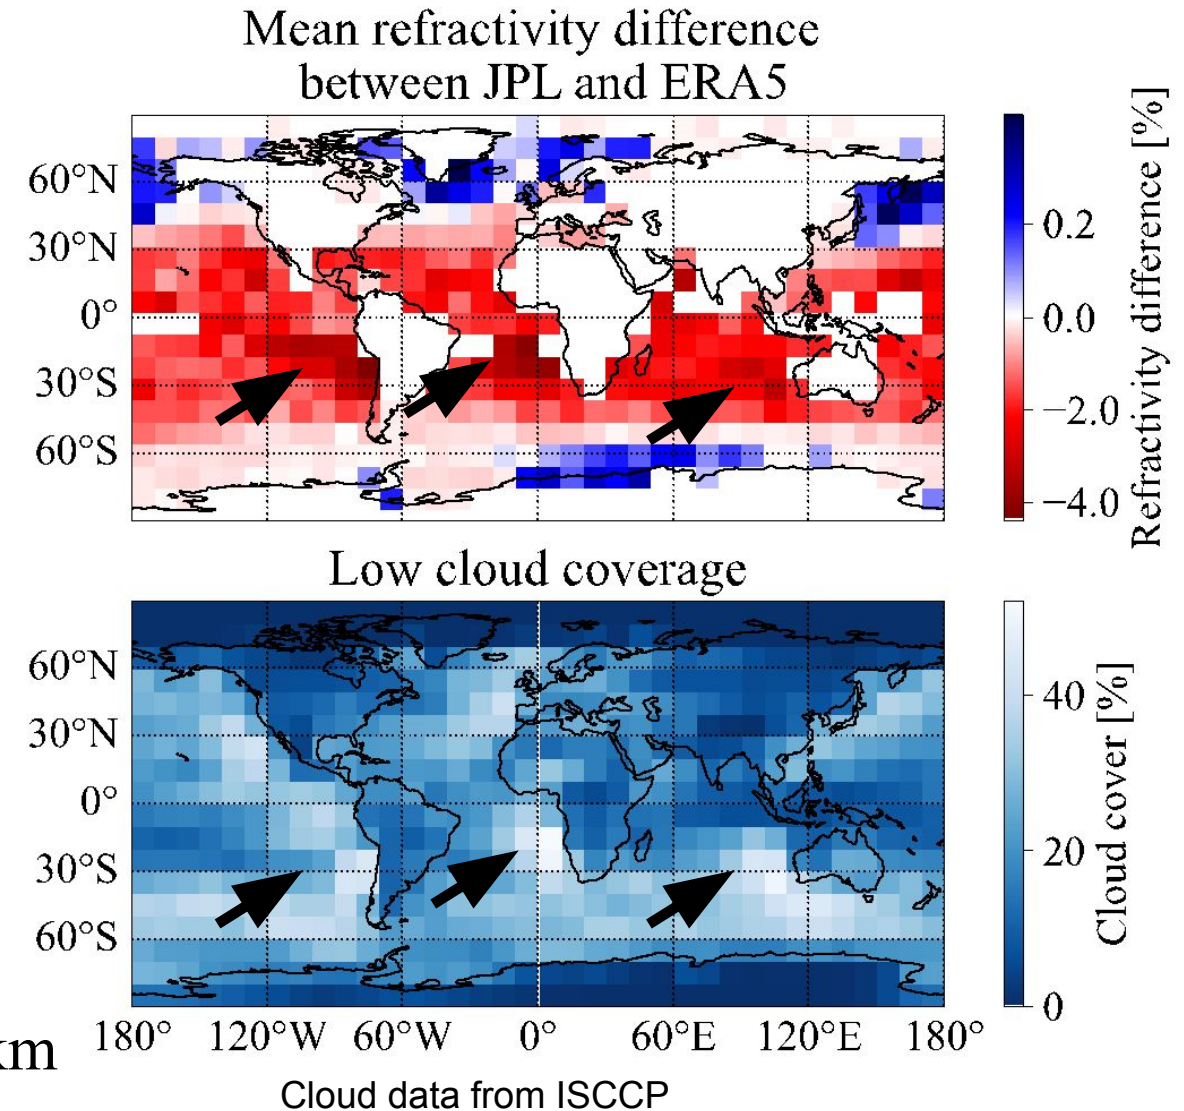 Mean refractivity difference
between JPL and ERA5
60°N
30°N
0°
30°S
60°S
0.2
0.0
−2.0
−4.0
Refractivity difference [%]
Low cloud coverage
60°N
30°N
0°
30°S
60°S
40
20
0
Cloud cover [%]
180° 120°W 60°W 0° 60°E 120°E 180°
km
Cloud data from ISCCP